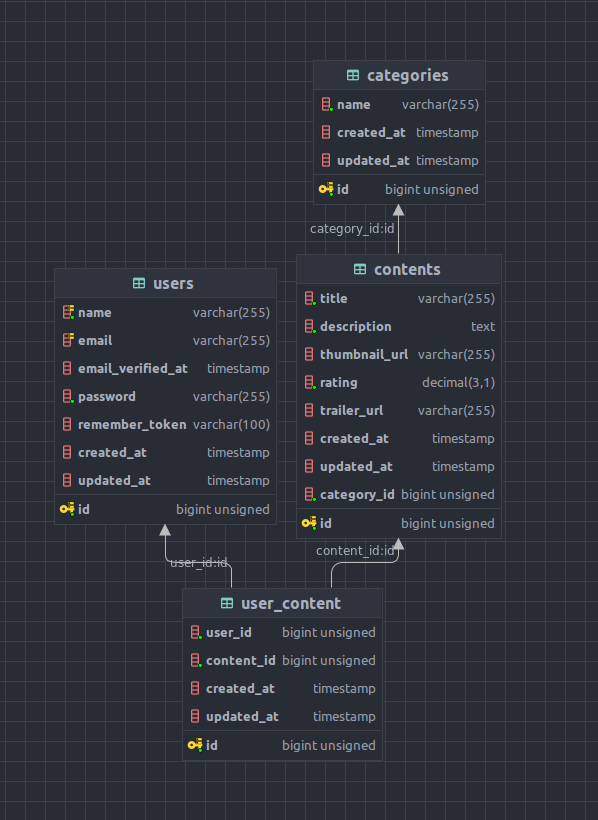 categories
name varchar(255)
created_at timestamp
updated_at timestamp
id bigint unsigned
category_id:id
contents
title varchar(255)
description text
thumbnail_url varchar(255)
rating decimal(3,1)
trailer_url varchar(255)
created_at timestamp
updated_at timestamp
category_id bigint unsigned
id bigint unsigned
users
name varchar(255)
email varchar(255)
email_verified_at timestamp
password varchar(255)
remember_token varchar(100)
created_at timestamp
updated_at timestamp
id bigint unsigned
user_id:id
content_id:id
user_content
user_id bigint unsigned
content_id bigint unsigned
created_at timestamp
updated_at timestamp
id bigint unsigned